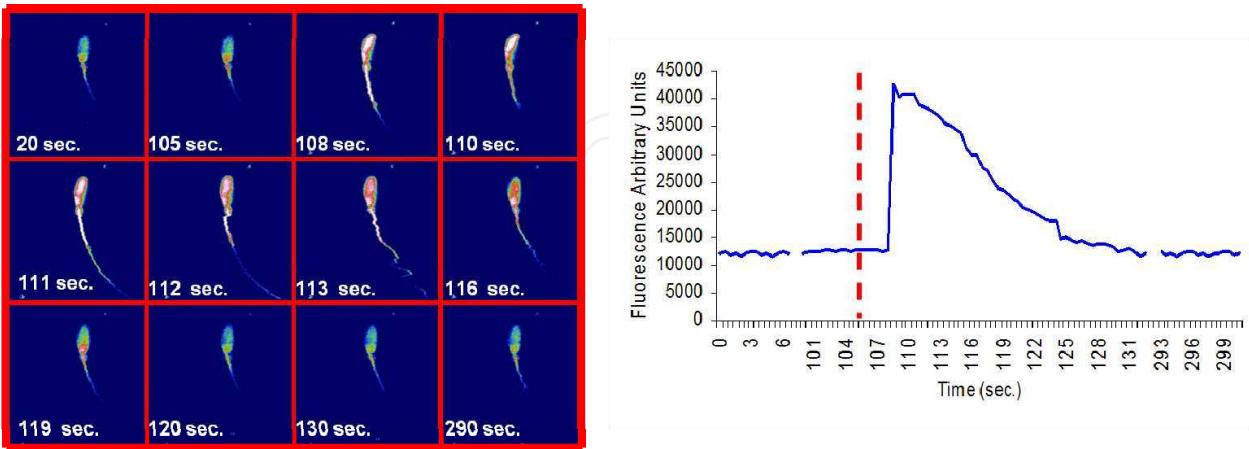 20 sec.
105 sec.
108 sec.
110 sec.
111 sec.
112 sec.
113 sec.
116 sec.
119 sec.
120 sec.
130 sec.
290 sec.
Fluorescence Arbitrary Units
45000
40000
35000
30000
25000
20000
15000
10000
5000
0
0 3 6 101 104 107 110 113 116 119 122 125 128 131 293 296 299
Time (sec.)